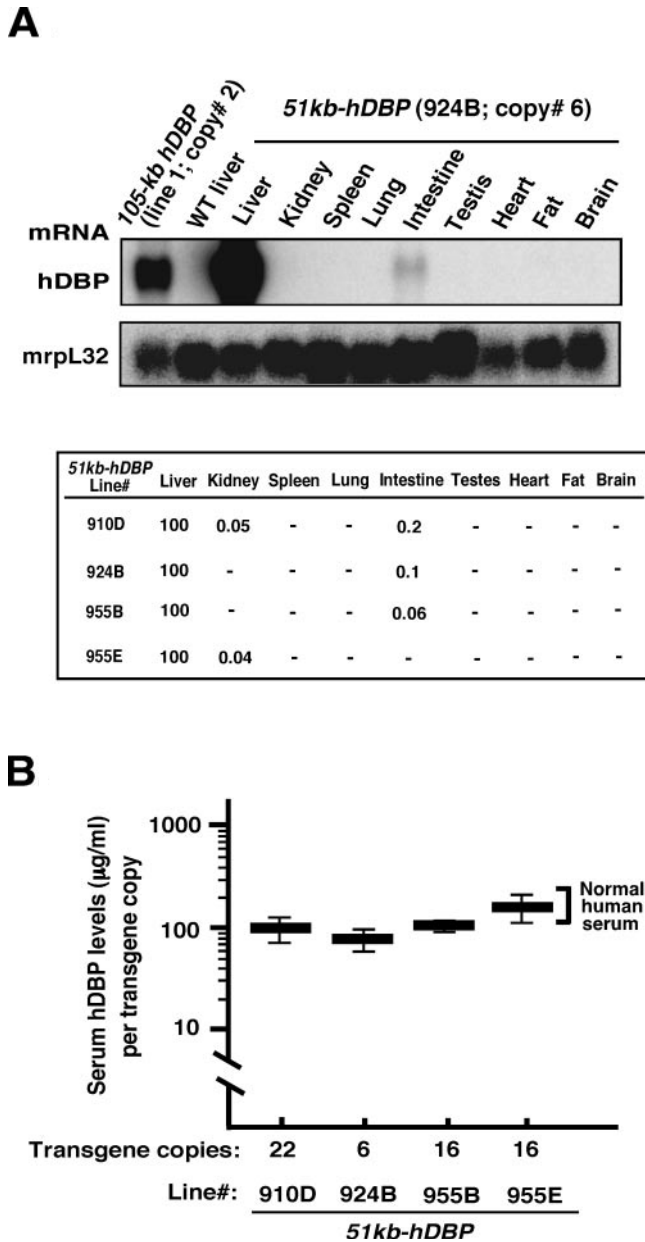 A
51kb-hDBP (924B; copy# 6)
105-kb hDBP
(line 1; copy# 2)
WT liver
Liver
Kidney
Spleen
Lung
Intestine
Testis
Heart
Fat
Brain
mRNA
hDBP
mrpL32
51kb-hDBP
Line# Liver Kidney Spleen Lung Intestine Testes Heart Fat Brain
910D 100 0.05 - - 0.2 - - - -
924B 100 - - - 0.1 - - - -
955B 100 - - - 0.06 - - - -
955E 100 0.04 - - - - - - -
B
Serum hDBP levels (µg/ml)
per transgene copy
1000
100
10
Normal
human
serum
Transgene copies: 22 6 16 16
Line#: 910D 924B 955B 955E
51kb-hDBP